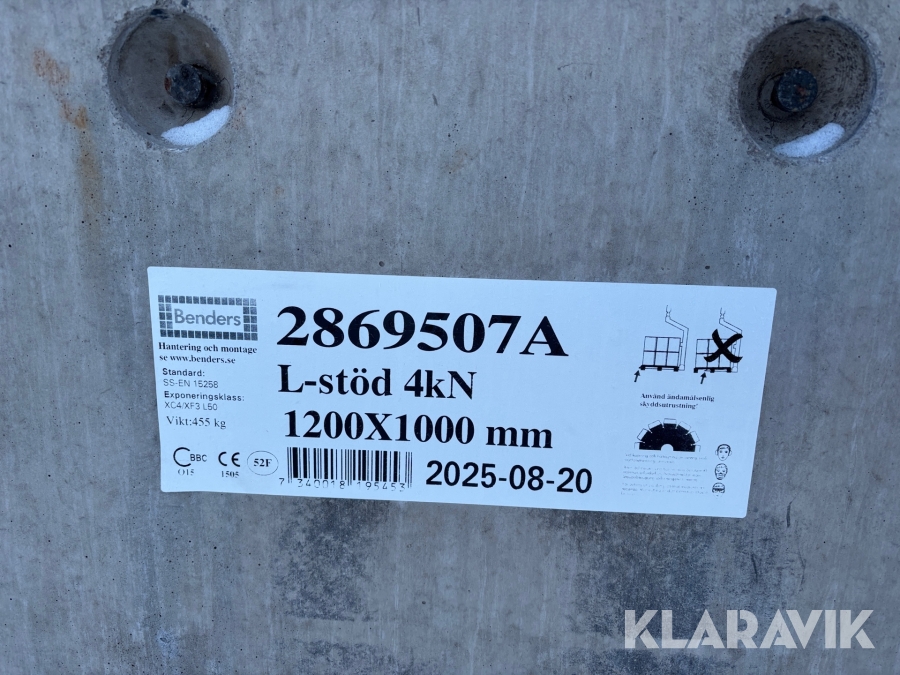 Benders
Hantering och montage
se www.benders.se
Standard:
SS-EN 15258
Exponeringsklass:
XC4/XF3 L50
Vikt:455 kg
C BBC
O15
CE
1505
52F
2869507A
L-stöd 4kN
1200X1000 mm
7 340018 195453
2025-08-20
Använd ändamålsenlig
skyddsutrustning!
KLARAVIK
KLARAVIK